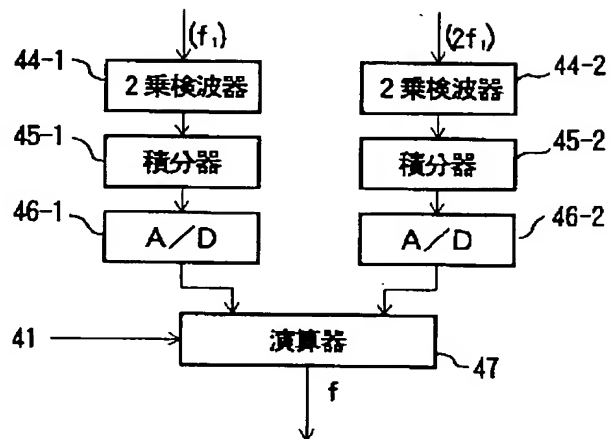 (f₁) (2f₁)
44-1 2乗検波器 2乗検波器 44-2
45-1 積分器 積分器 45-2
46-1 A/D A/D 46-2
41 演算器 47
f